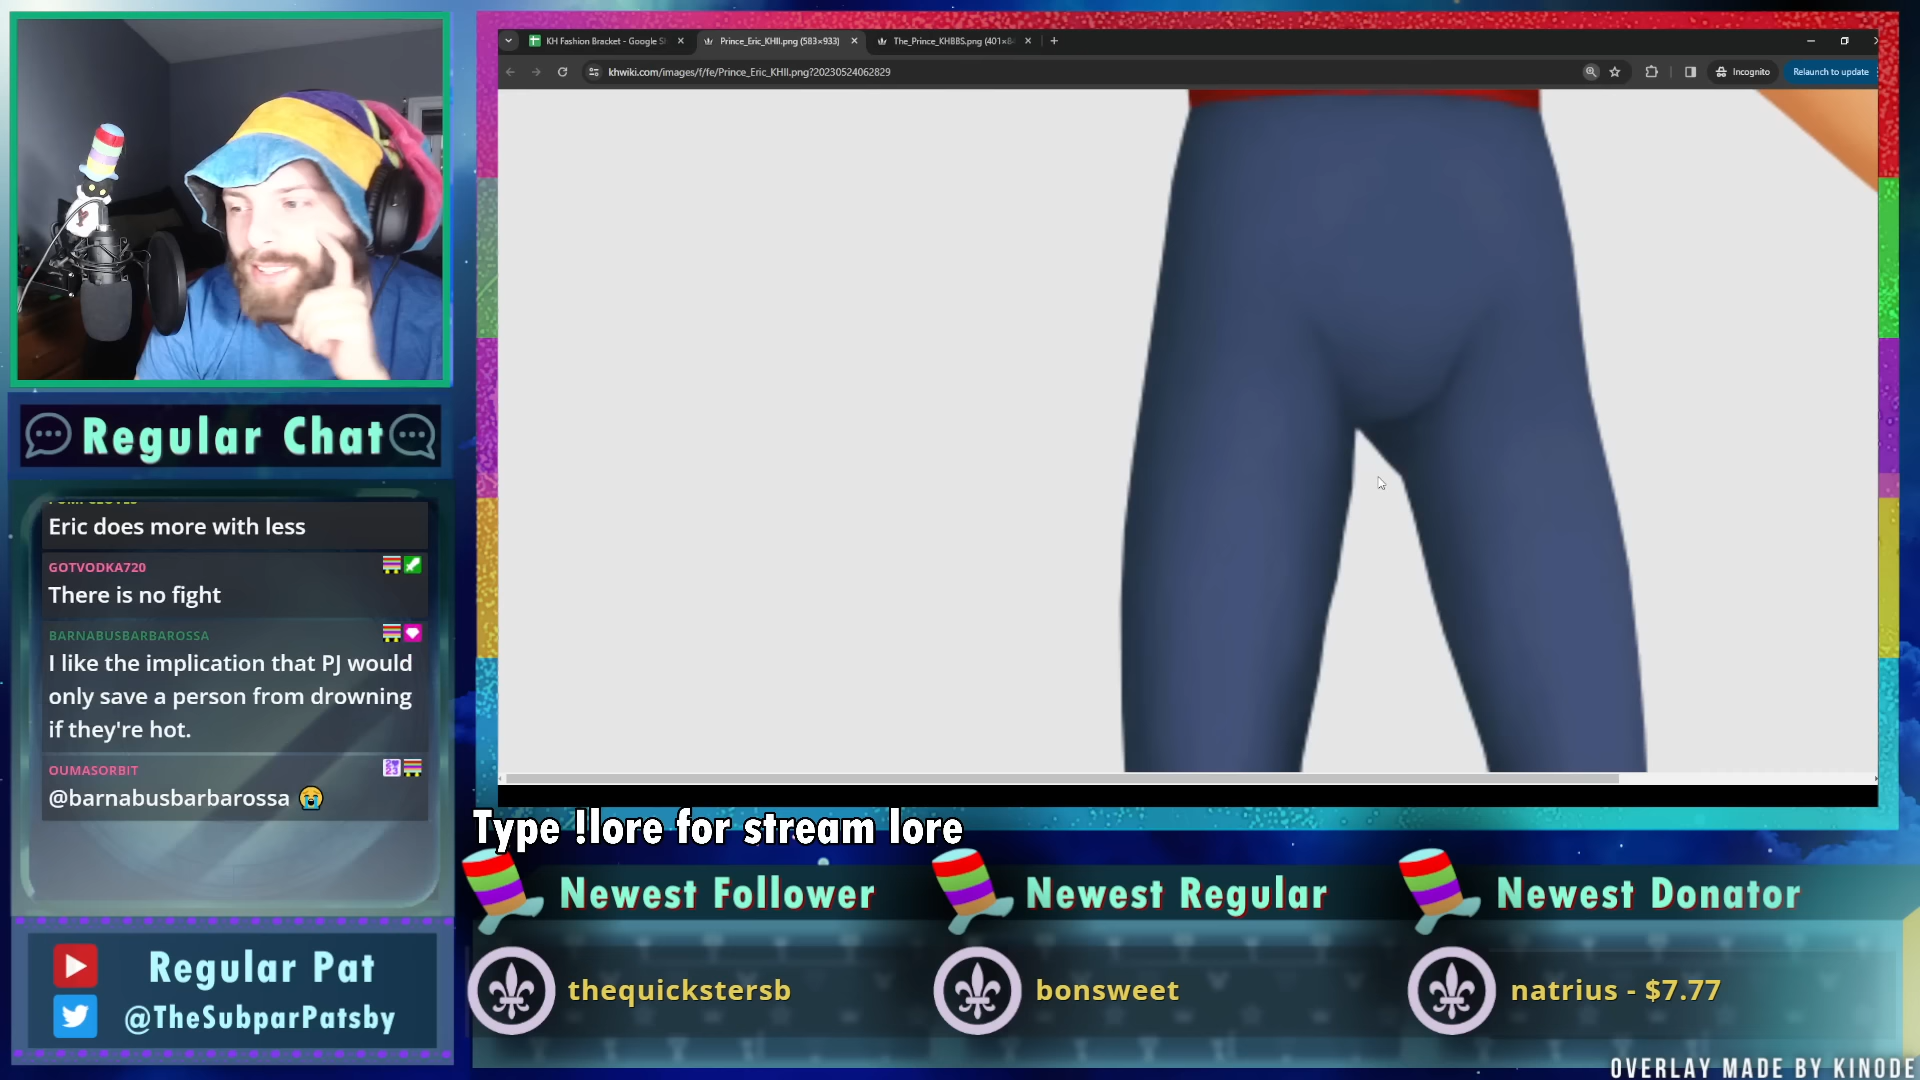 KH Fashion Bracket - Google Sh
Prince_Eric_KHII.png (583×933)
The_Prince_KHBBS.png (401×8
khwiki.com/images/f/fe/Prince_Eric_KHII.png?20230524062829
Incognito
Relaunch to update
Regular Chat
Eric does more with less
GOTVODKA720
There is no fight
BARNABUSBARBAROSSA
I like the implication that PJ would
only save a person from drowning
if they're hot.
OUMASORBIT
@barnabusbarbarossa 😭
Regular Pat
@TheSubparPatsby
Type !lore for stream lore
Newest Follower
thequickstersb
Newest Regular
bonsweet
Newest Donator
natrius - $7.77
OVERLAY MADE BY KINODE